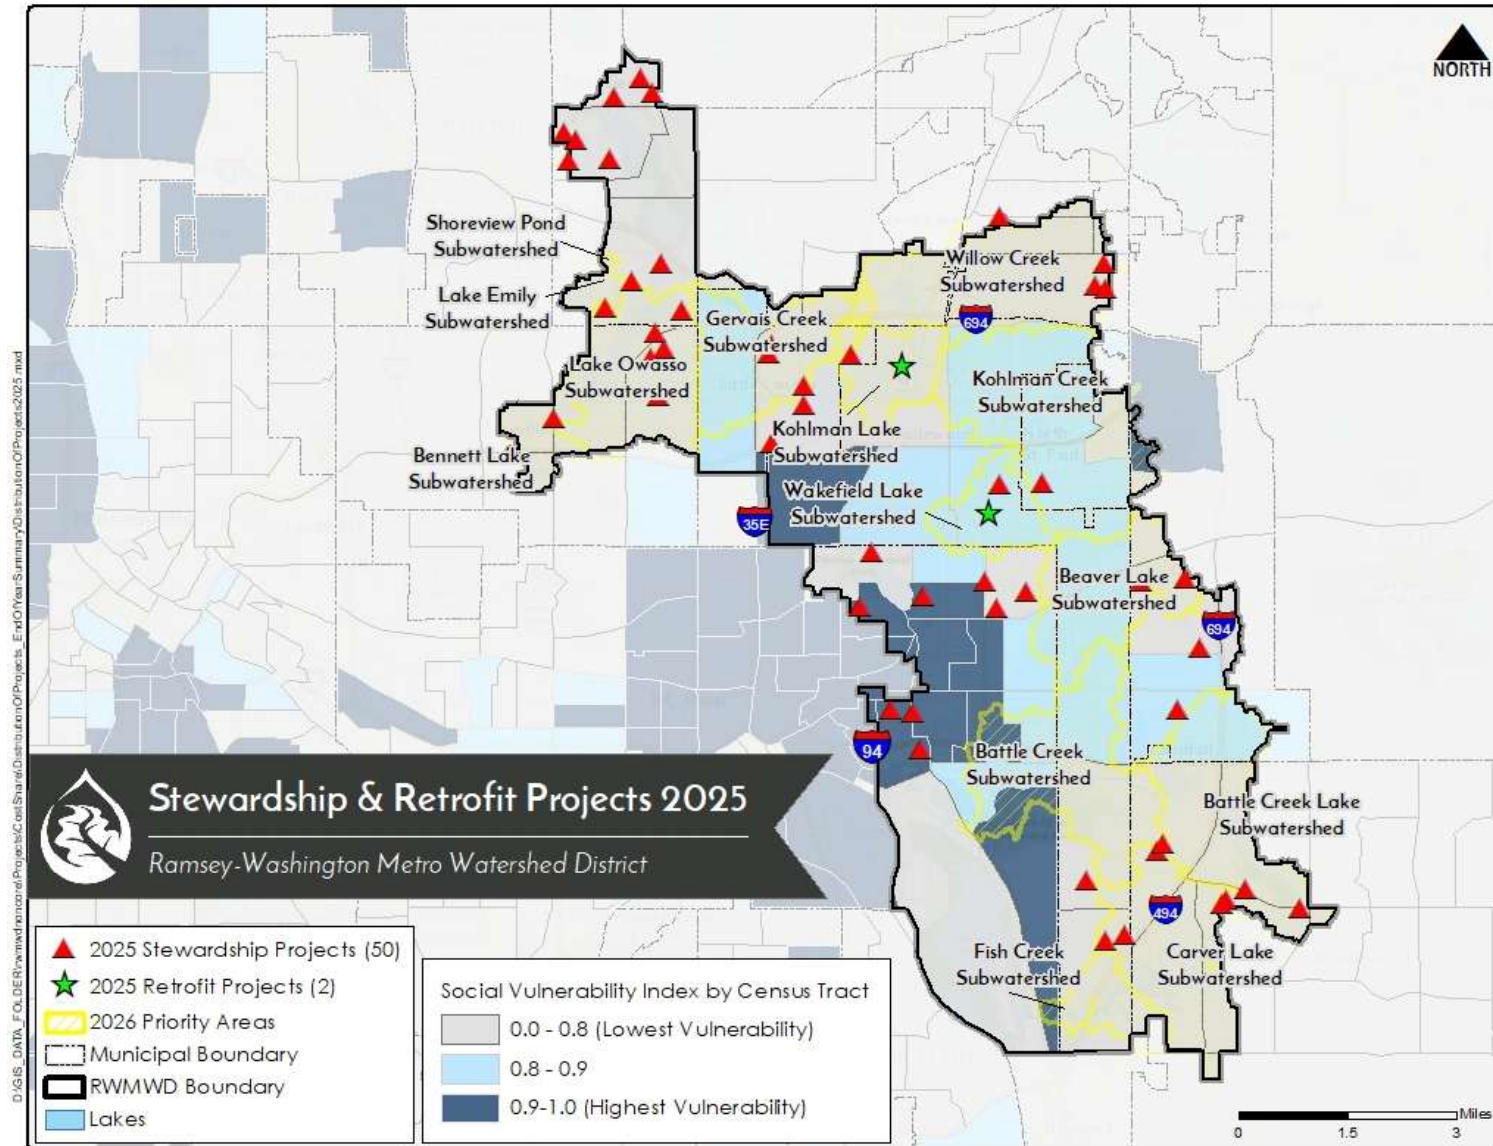 NORTH
Shoreview Pond
Subwatershed
Willow Creek
Subwatershed
Lake Emily
Subwatershed
694
Gervais Creek
Subwatershed
Lake Owasso
Subwatershed
Kohlman Creek
Subwatershed
Kohlman Lake
Subwatershed
Bennett Lake
Subwatershed
Wakefield Lake
Subwatershed
35E
Beaver Lake
Subwatershed
694
94
Battle Creek
Subwatershed
Battle Creek Lake
Subwatershed
494
Fish Creek
Subwatershed
Carver Lake
Subwatershed
Stewardship & Retrofit Projects 2025
Ramsey-Washington Metro Watershed District
2025 Stewardship Projects (50)
2025 Retrofit Projects (2)
2026 Priority Areas
Municipal Boundary
RWMWD Boundary
Lakes
Social Vulnerability Index by Census Tract
0.0 - 0.8 (Lowest Vulnerability)
0.8 - 0.9
0.9-1.0 (Highest Vulnerability)
Miles
0 1.5 3